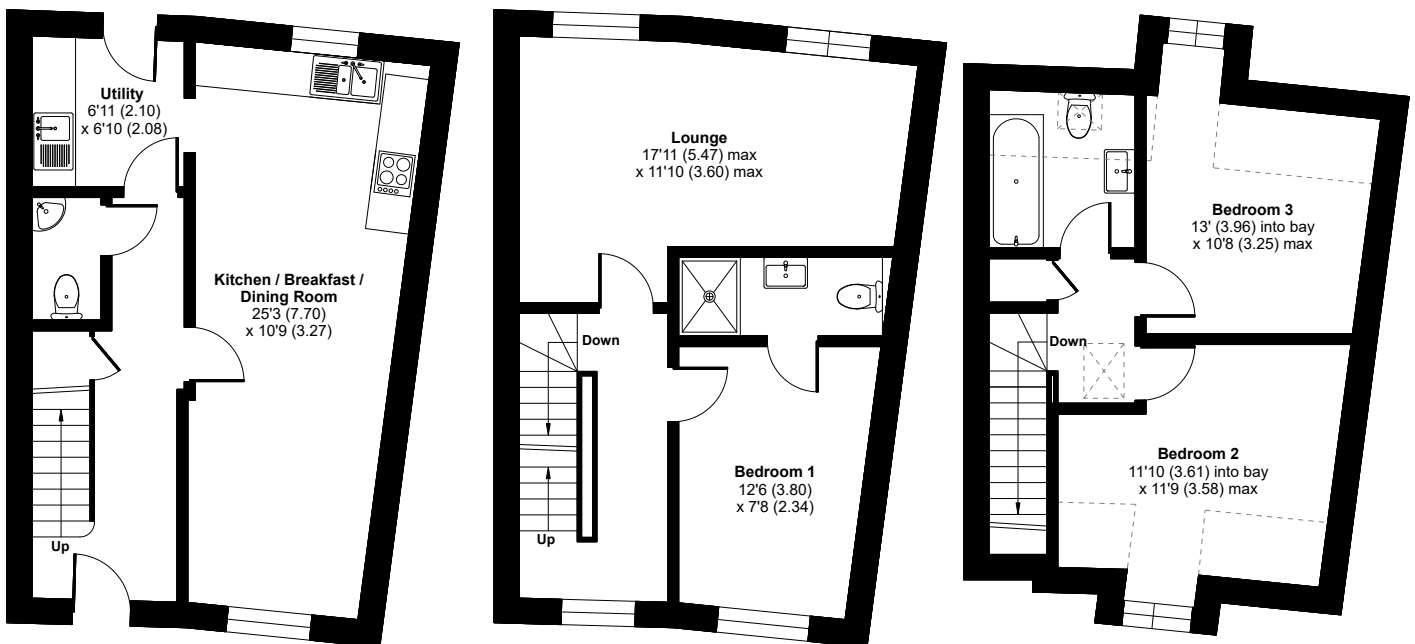 Utility
6'11 (2.10)
x 6'10 (2.08)
Kitchen / Breakfast /
Dining Room
25'3 (7.70)
x 10'9 (3.27)
Up
Lounge
17'11 (5.47) max
x 11'10 (3.60) max
Down
Bedroom 1
12'6 (3.80)
x 7'8 (2.34)
Up
Bedroom 3
13' (3.96) into bay
x 10'8 (3.25) max
Down
Bedroom 2
11'10 (3.61) into bay
x 11'9 (3.58) max